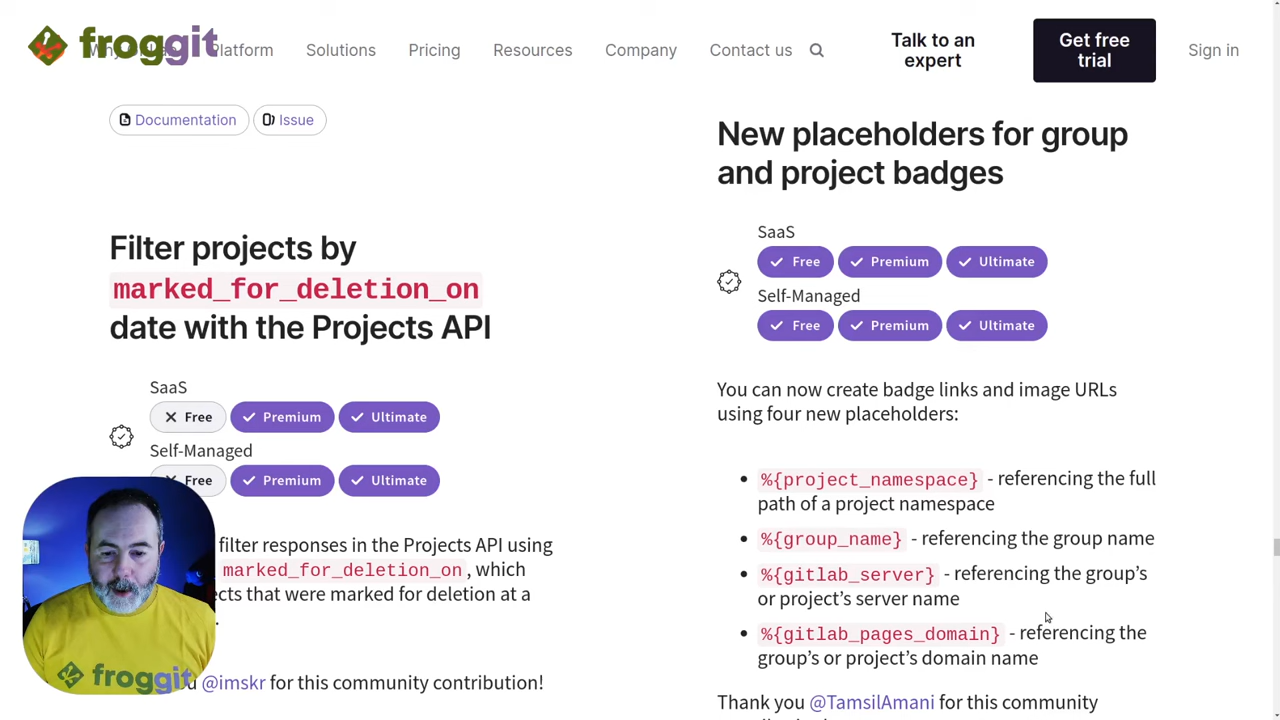 froggit
Platform
Solutions
Pricing
Resources
Company
Contact us
Talk to an
expert
Get free
trial
Sign in
Documentation
Issue
Filter projects by
marked_for_deletion_on
date with the Projects API
SaaS
Free
Premium
Ultimate
Self-Managed
Free
Premium
Ultimate
filter responses in the Projects API using
marked_for_deletion_on, which
that were marked for deletion at a
@imskr for this community contribution!
New placeholders for group
and project badges
SaaS
Free
Premium
Ultimate
Self-Managed
Free
Premium
Ultimate
You can now create badge links and image URLs
using four new placeholders:
• %{project_namespace} - referencing the full
path of a project namespace
• %{group_name} - referencing the group name
• %{gitlab_server} - referencing the group’s
or project’s server name
• %{gitlab_pages_domain} - referencing the
group’s or project’s domain name
Thank you @TamsilAmani for this community
froggit